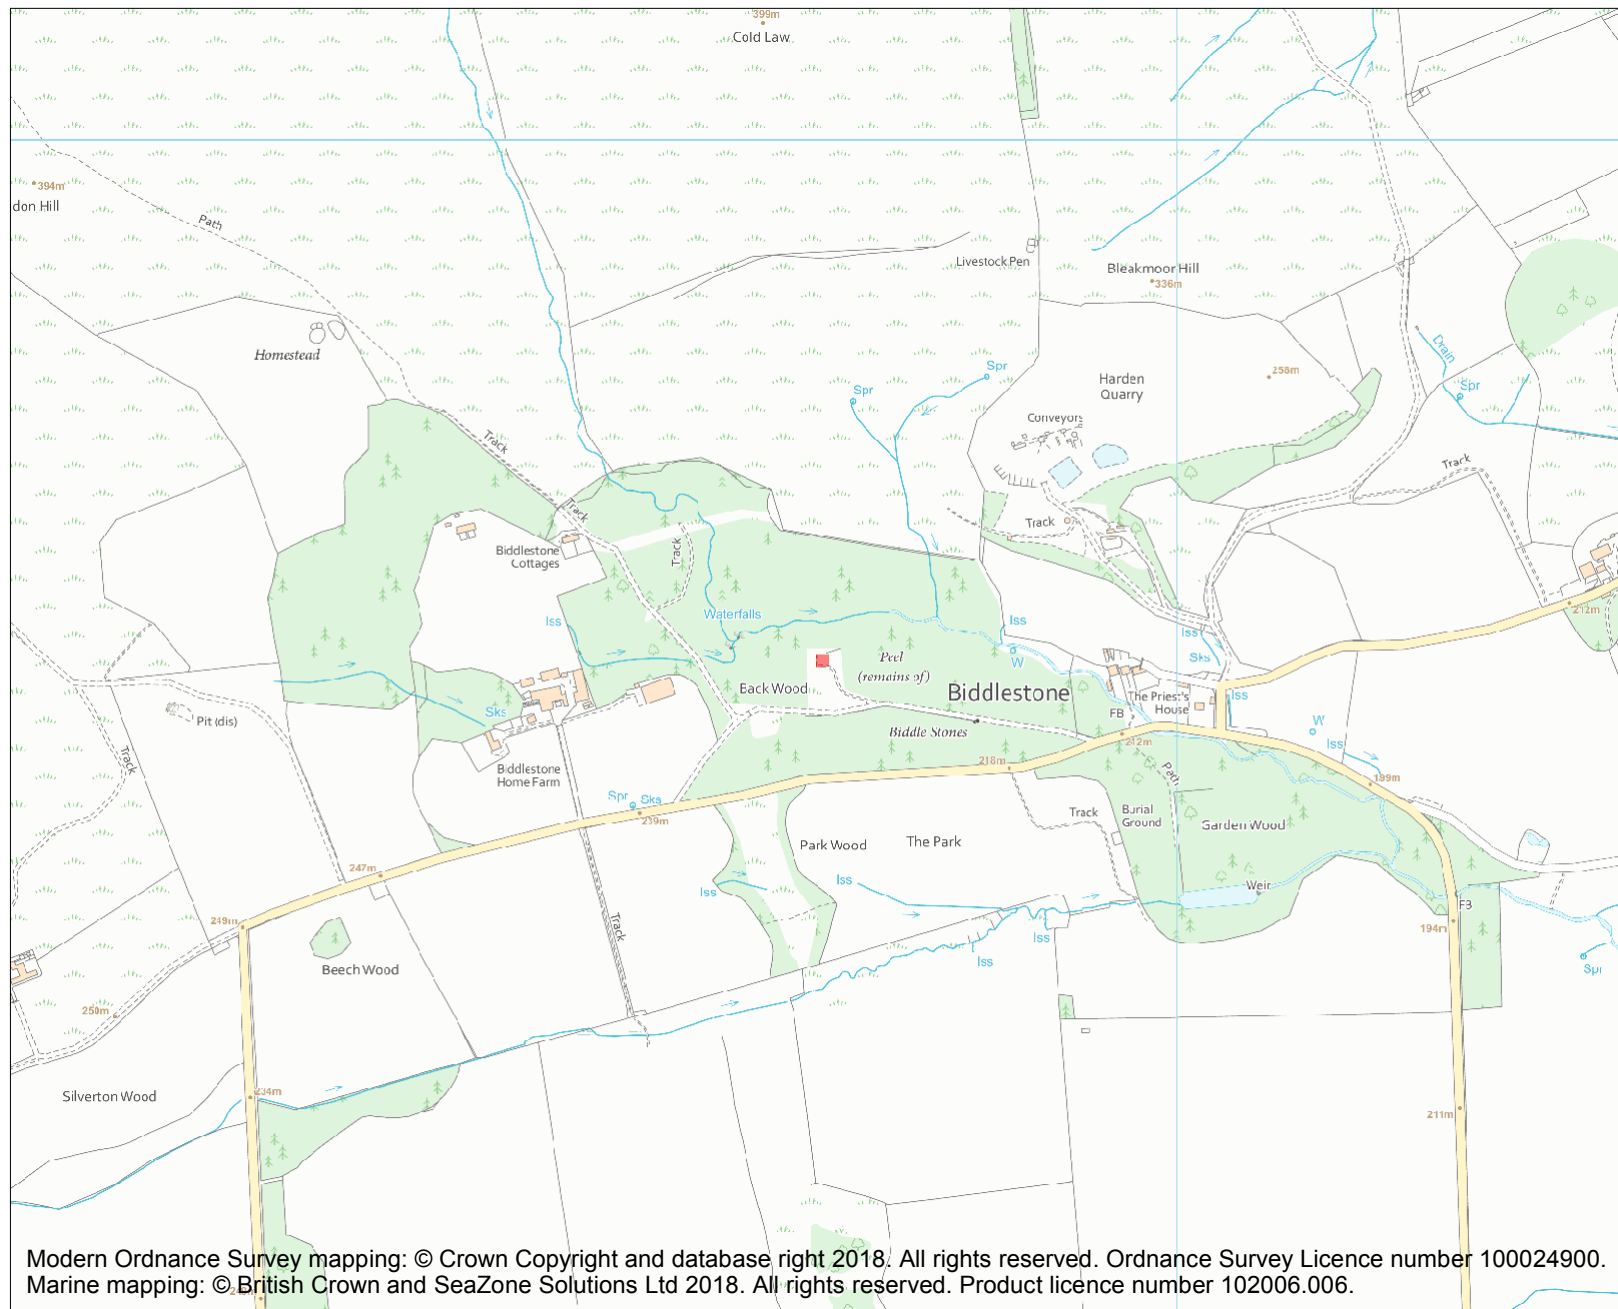 399m
Cold Law
394m
don Hill
Path
Livestock Pen
Bleakmoor Hill
336m
Homestead
Drain
Spr
Spr
Spr
258m
Harden
Quarry
Conveyors
Track
Track
Track
Track
Track
Biddlestone
Cottages
Waterfalls
Iss
Iss
Iss
Sks
W
212m
Peel
(remains of)
Back Wood
Biddlestone
The Priest's
House
Iss
FB
W
Iss
Sks
Pit (dis)
Track
Biddle Stones
212m
218m
Biddlestone
Home Farm
Spr
Sks
239m
Path
199m
Track
Burial
Ground
Garden Wood
Park Wood
The Park
247m
Iss
Iss
Weir
249m
Track
FB
194m
Iss
Iss
Spr
Beech Wood
250m
Silverton Wood
234m
211m
Modern Ordnance Survey mapping: © Crown Copyright and database right 2018. All rights reserved. Ordnance Survey Licence number 100024900.
Marine mapping: © British Crown and SeaZone Solutions Ltd 2018. All rights reserved. Product licence number 102006.006.